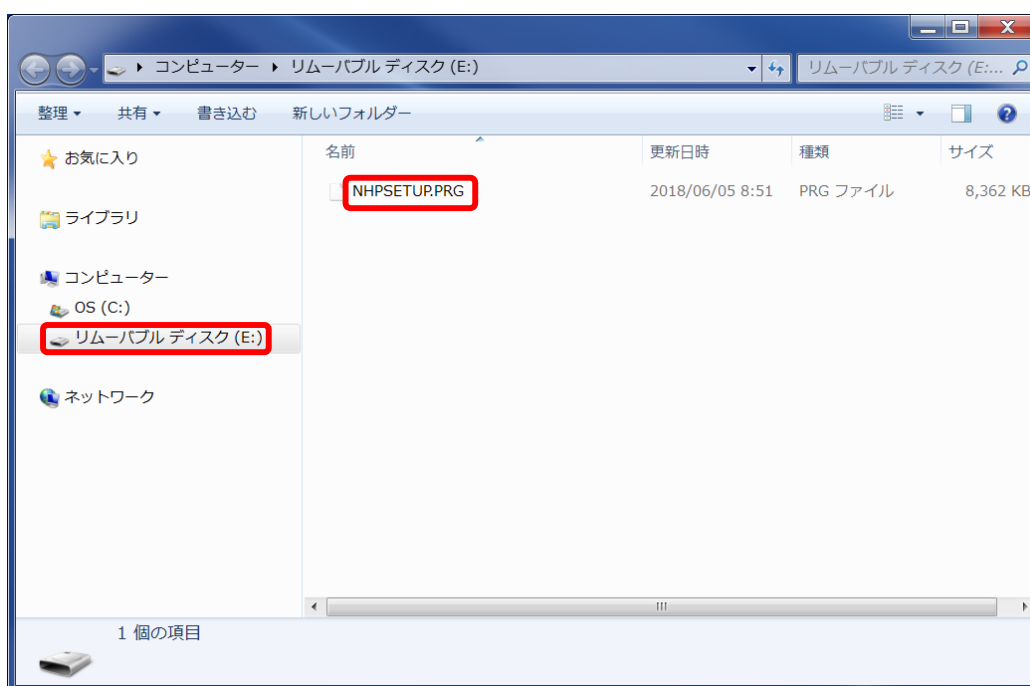 コンピューター リムーバブル ディスク (E:) リムーバブル ディスク (E:...
整理 共有 書き込む 新しいフォルダー
お気に入り
ライブラリ
コンピューター
OS (C:)
リムーバブル ディスク (E:)
ネットワーク
名前 更新日時 種類 サイズ
NHPSETUP.PRG 2018/06/05 8:51 PRG ファイル 8,362 KB
1 個の項目